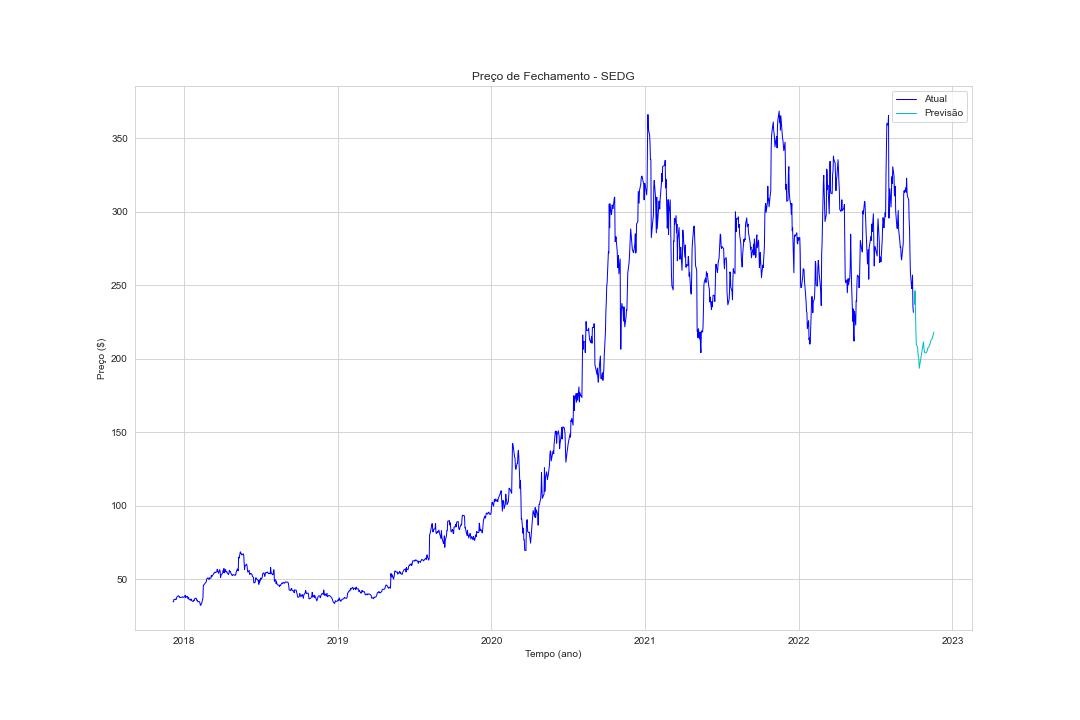 Preço de Fechamento - SEDG
Atual
Previsão
350
300
250
200
150
100
50
Preço ($)
2018 2019 2020 2021 2022 2023
Tempo (ano)